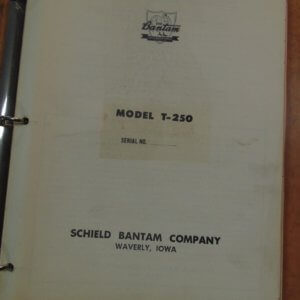 Bantam
MODEL T-250
SERIAL NO.
SCHIELD BANTAM COMPANY
WAVERLY, IOWA